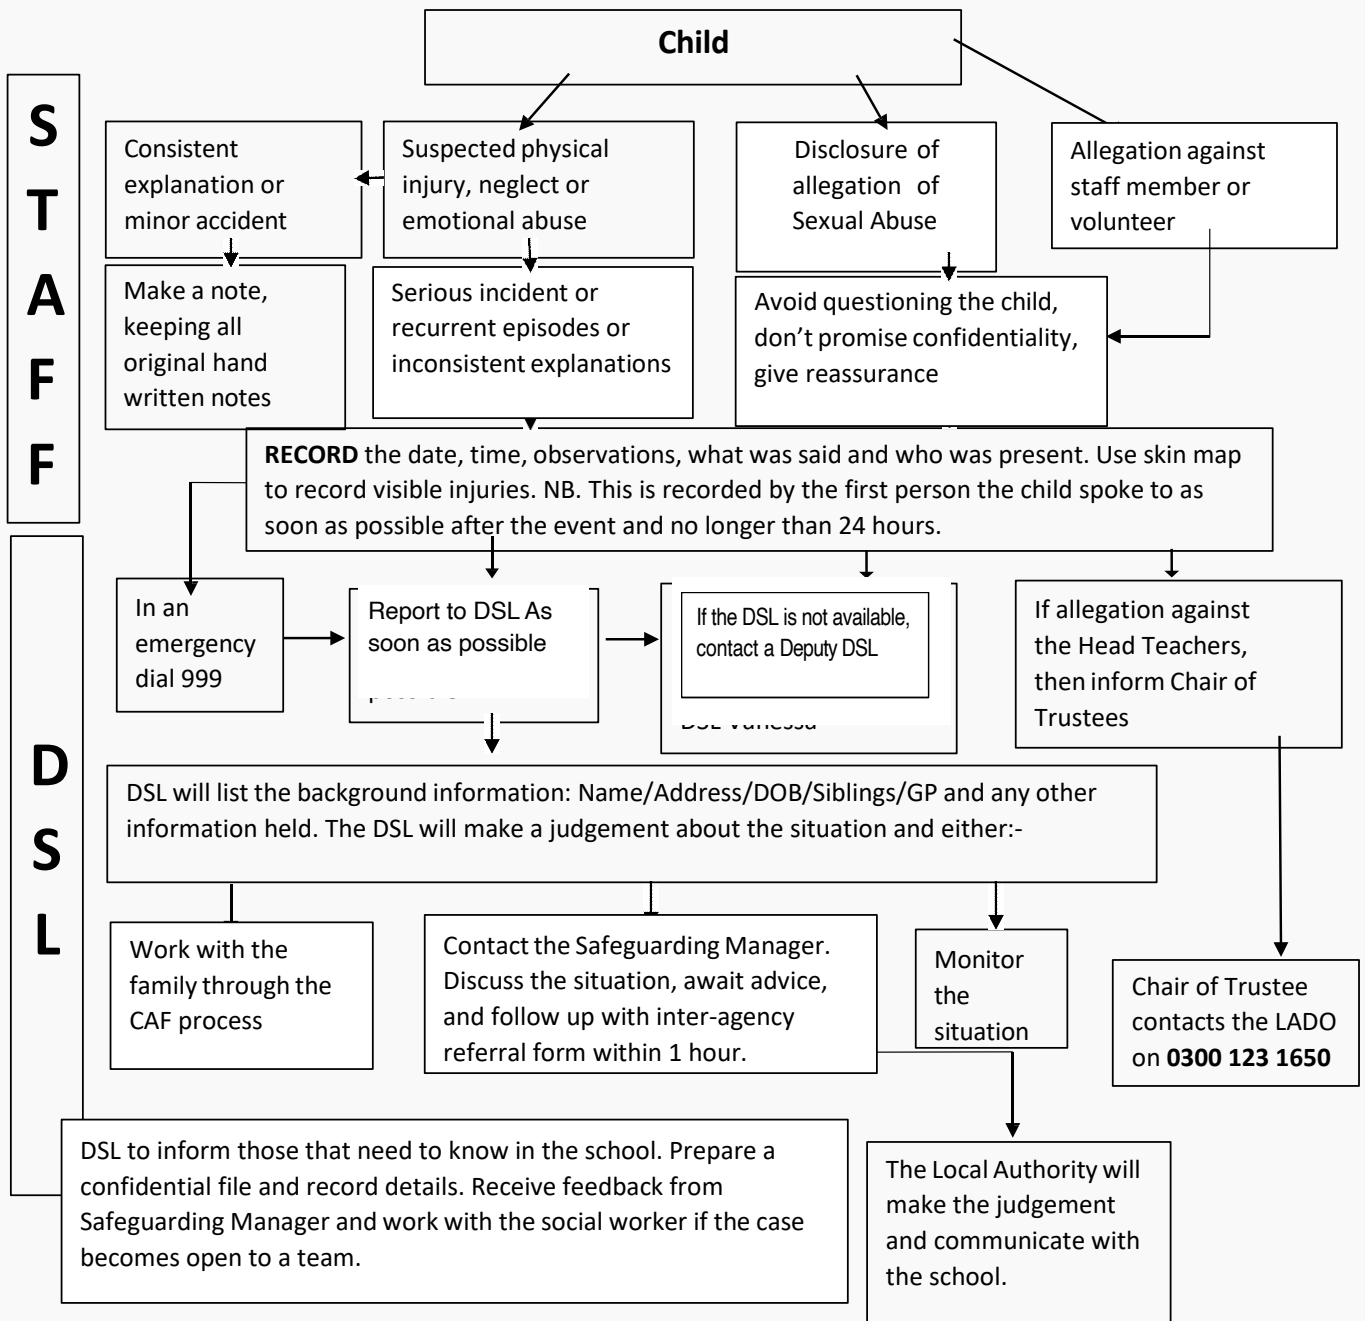 Child
S
T
A
F
F
Consistent
explanation or
minor accident
Suspected physical
injury, neglect or
emotional abuse
Disclosure of
allegation of
Sexual Abuse
Allegation against
staff member or
volunteer
Make a note,
keeping all
original hand
written notes
Serious incident or
recurrent episodes or
inconsistent explanations
Avoid questioning the child,
don’t promise confidentiality,
give reassurance
RECORD the date, time, observations, what was said and who was present. Use skin map
to record visible injuries. NB. This is recorded by the first person the child spoke to as
soon as possible after the event and no longer than 24 hours.
D
S
L
In an
emergency
dial 999
Report to DSL As
soon as possible
If the DSL is not available,
contact a Deputy DSL
If allegation against
the Head Teachers,
then inform Chair of
Trustees
DSL will list the background information: Name/Address/DOB/Siblings/GP and any other
information held. The DSL will make a judgement about the situation and either:-
Work with the
family through the
CAF process
Contact the Safeguarding Manager.
Discuss the situation, await advice,
and follow up with inter-agency
referral form within 1 hour.
Monitor
the
situation
Chair of Trustee
contacts the LADO
on 0300 123 1650
DSL to inform those that need to know in the school. Prepare a
confidential file and record details. Receive feedback from
Safeguarding Manager and work with the social worker if the case
becomes open to a team.
The Local Authority will
make the judgement
and communicate with
the school.